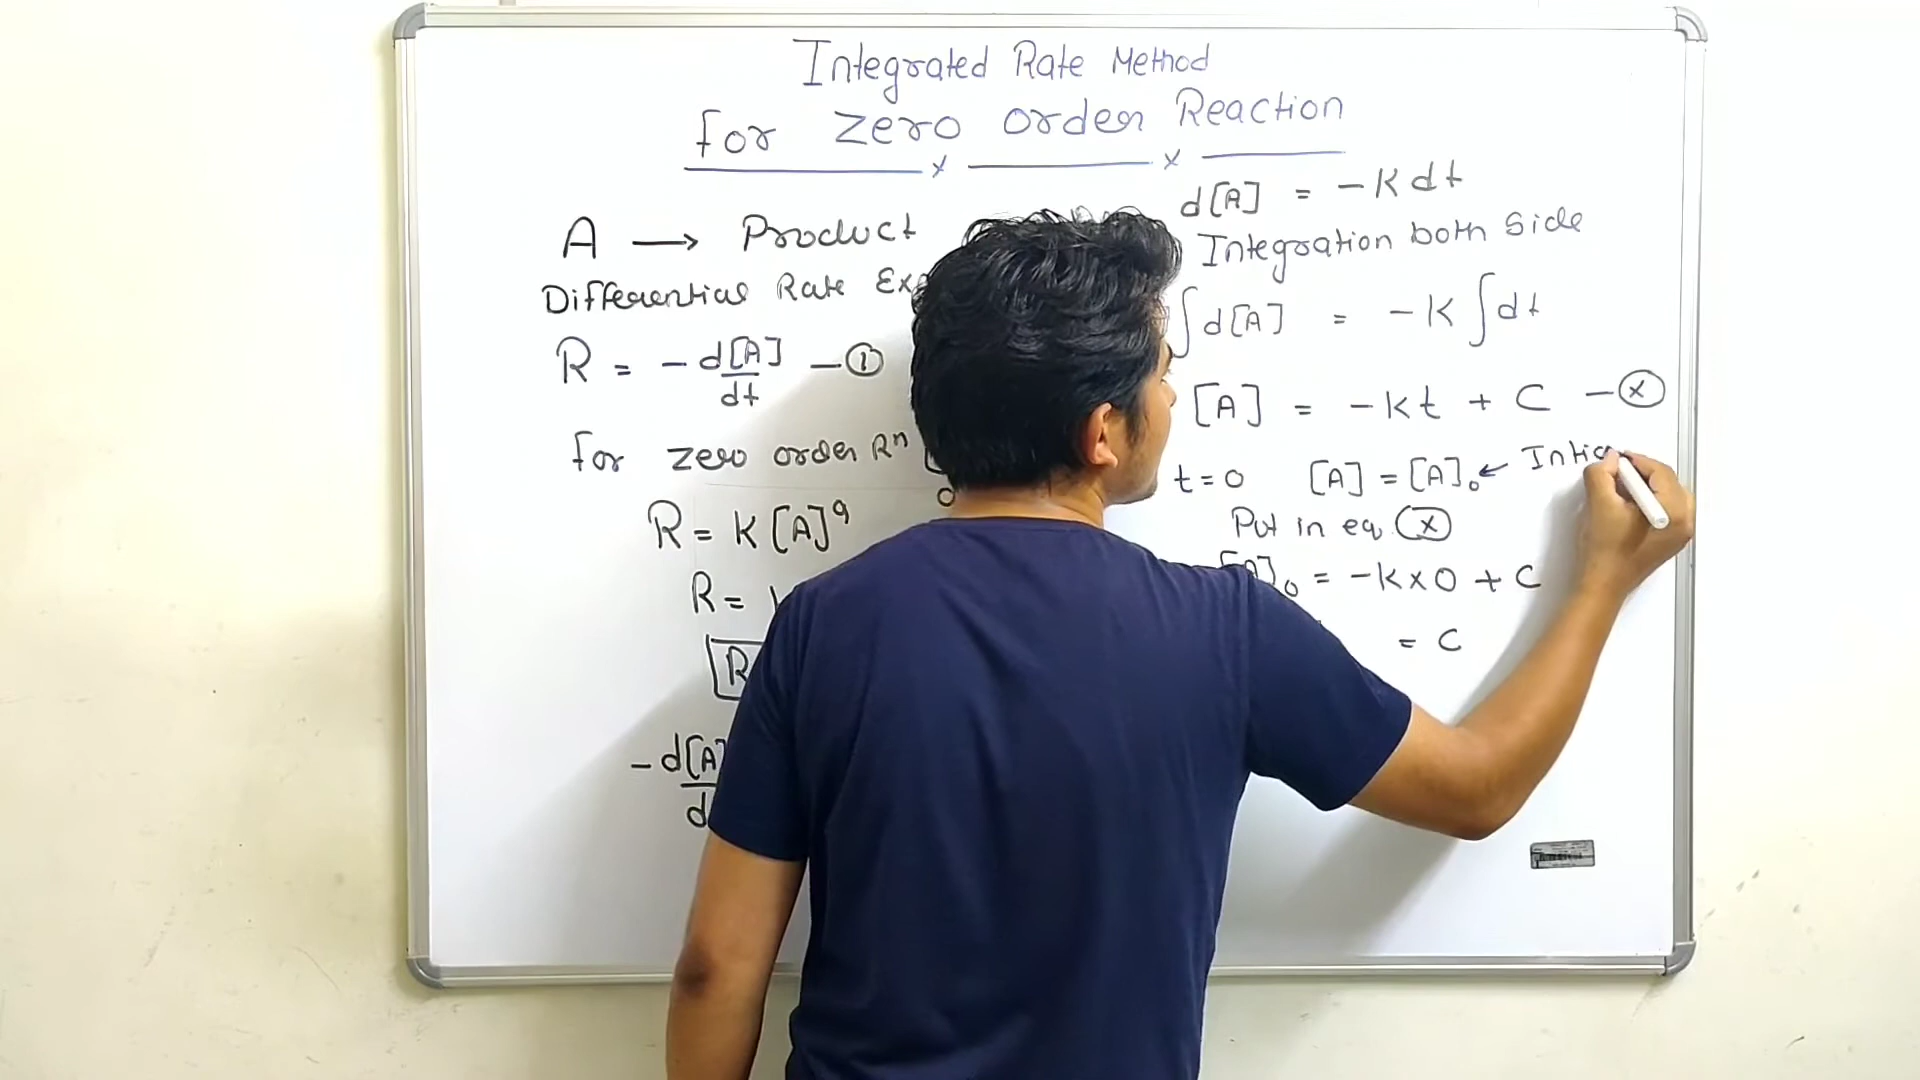 Integrated Rate Method
for zero order Reaction
A → Product
Differential Rate
R = - d[A]/dt - ①
for zero order Rⁿ
R = K[A]⁰
R =
R
- d[A]
d[A] = -K dt
Integration both Side
∫d[A] = -K ∫dt
[A] = -Kt + C - ⓧ
t = 0 [A] = [A]₀ ← Intia
Put in eq ⓧ
[A]₀ = -K×0 + C
= C